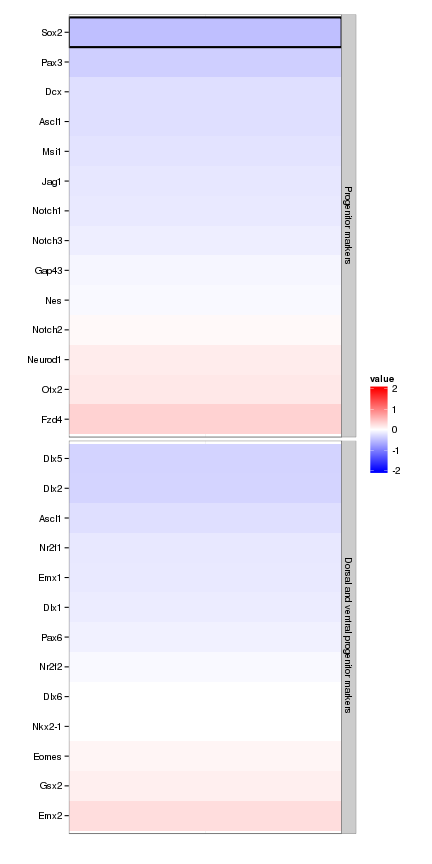 Sox2
Pax3
Dcx
Ascl1
Msi1
Jag1
Notch1
Notch3
Gap43
Nes
Notch2
Neurod1
Otx2
Fzd4
Progenitor markers
Dlx5
Dlx2
Ascl1
Nr2f1
Emx1
Dlx1
Pax6
Nr2f2
Dlx6
Nkx2-1
Eomes
Gsx2
Emx2
Dorsal and ventral progenitor markers
value
2
1
0
-1
-2